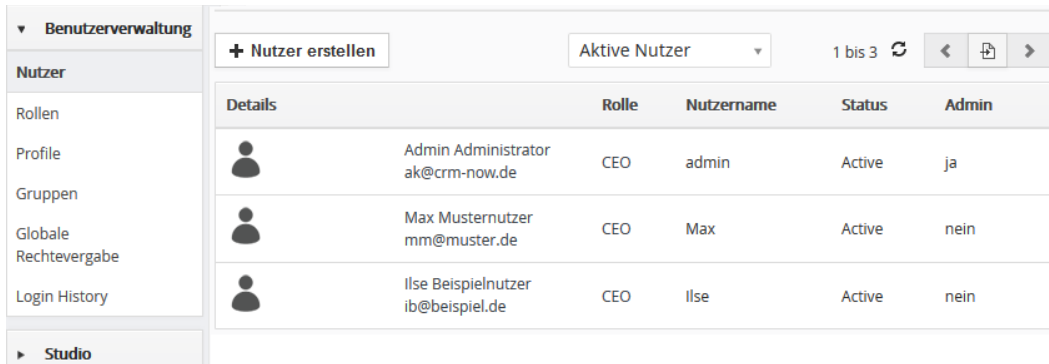 Benutzerverwaltung
Nutzer
Rollen
Profile
Gruppen
Globale
Rechtevergabe
Login History
Studio
Nutzer erstellen
Aktive Nutzer
1 bis 3
Details Rolle Nutzername Status Admin
Admin Administrator
ak@crm-now.de
CEO admin Active ja
Max Musternutzer
mm@muster.de
CEO Max Active nein
Ilse Beispielnutzer
ib@beispiel.de
CEO Ilse Active nein